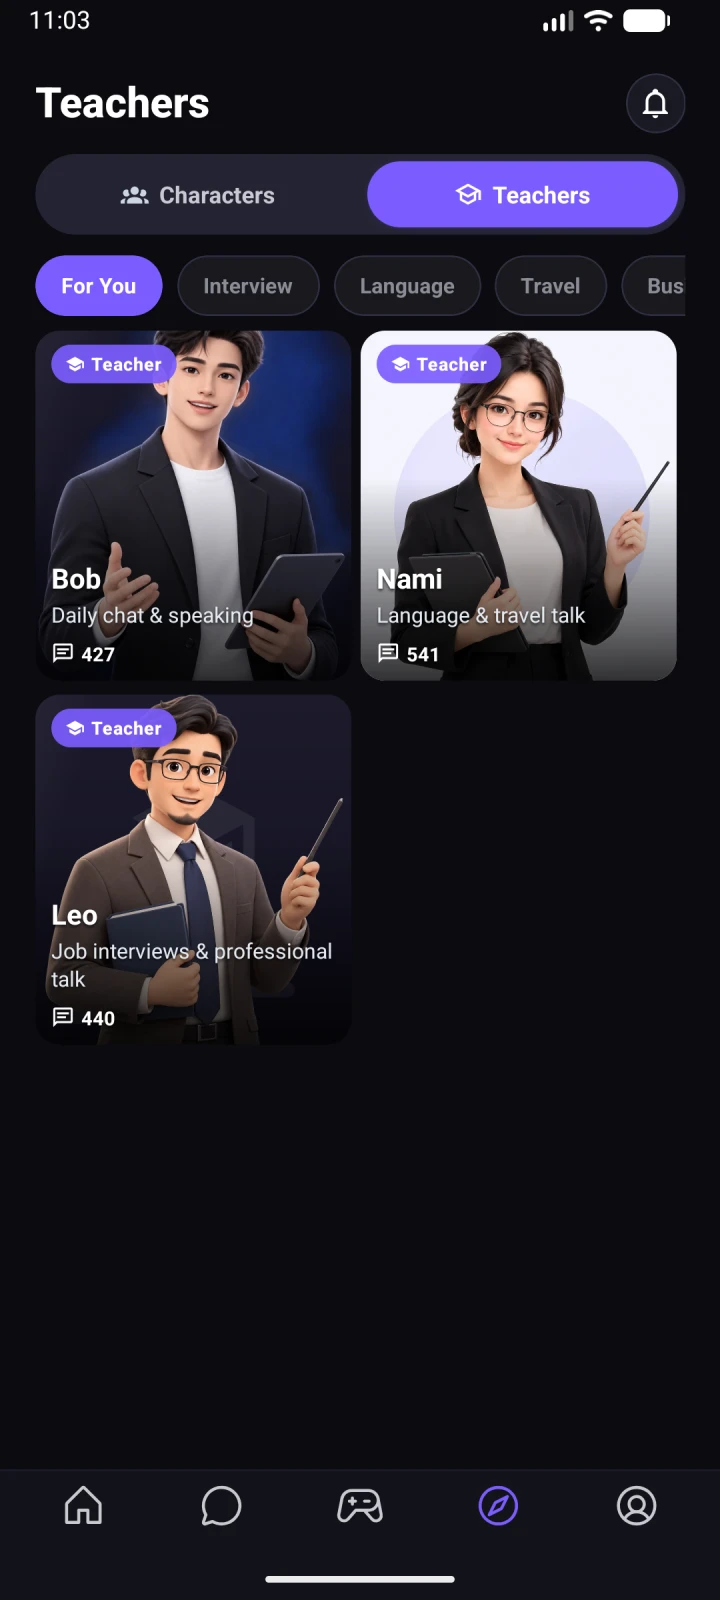 11:03
Teachers
Characters
Teachers
For You
Interview
Language
Travel
Bus
Teacher
Bob
Daily chat & speaking
427
Teacher
Nami
Language & travel talk
541
Teacher
Leo
Job interviews & professional
talk
440